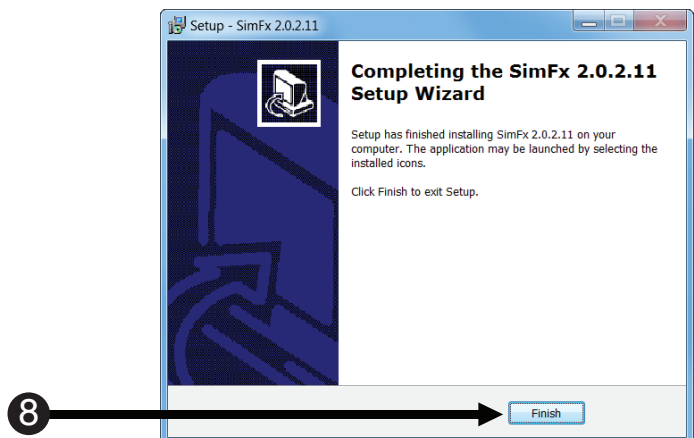 Setup - SimFx 2.0.2.11
Completing the SimFx 2.0.2.11
Setup Wizard
Setup has finished installing SimFx 2.0.2.11 on your
computer. The application may be launched by selecting the
installed icons.
Click Finish to exit Setup.
8
Finish